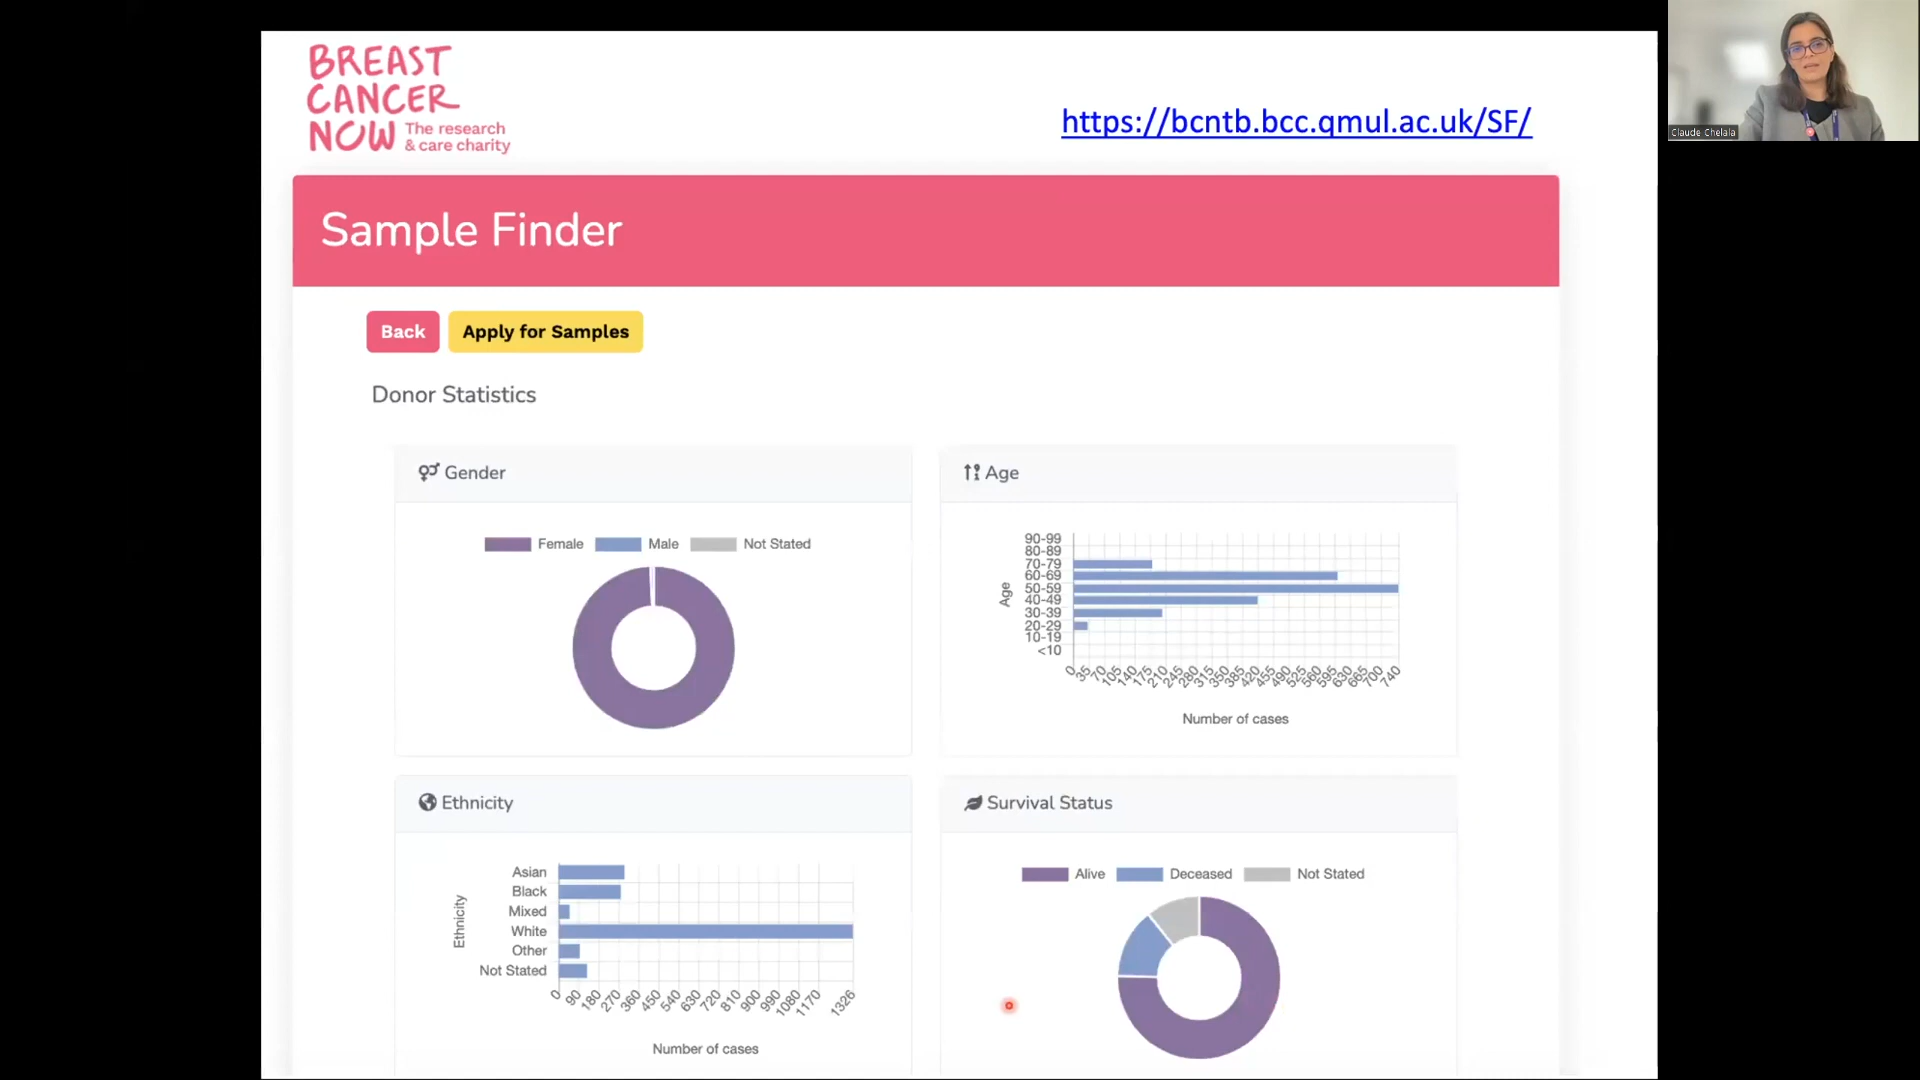 BREAST
CANCER
NOW The research
& care charity
https://bcntb.bcc.qmul.ac.uk/SF/
Claude Chelala
Sample Finder
Back
Apply for Samples
Donor Statistics
Gender
Female
Male
Not Stated
Age
Age
90-99
80-89
70-79
60-69
50-59
40-49
30-39
20-29
10-19
<10
0 35 70 105 140 175 210 245 280 315 350 385 420 455 490 525 560 595 630 665 700 740
Number of cases
Ethnicity
Ethnicity
Asian
Black
Mixed
White
Other
Not Stated
0 90 180 270 360 450 540 630 720 810 900 990 1080 1170 1326
Number of cases
Survival Status
Alive
Deceased
Not Stated